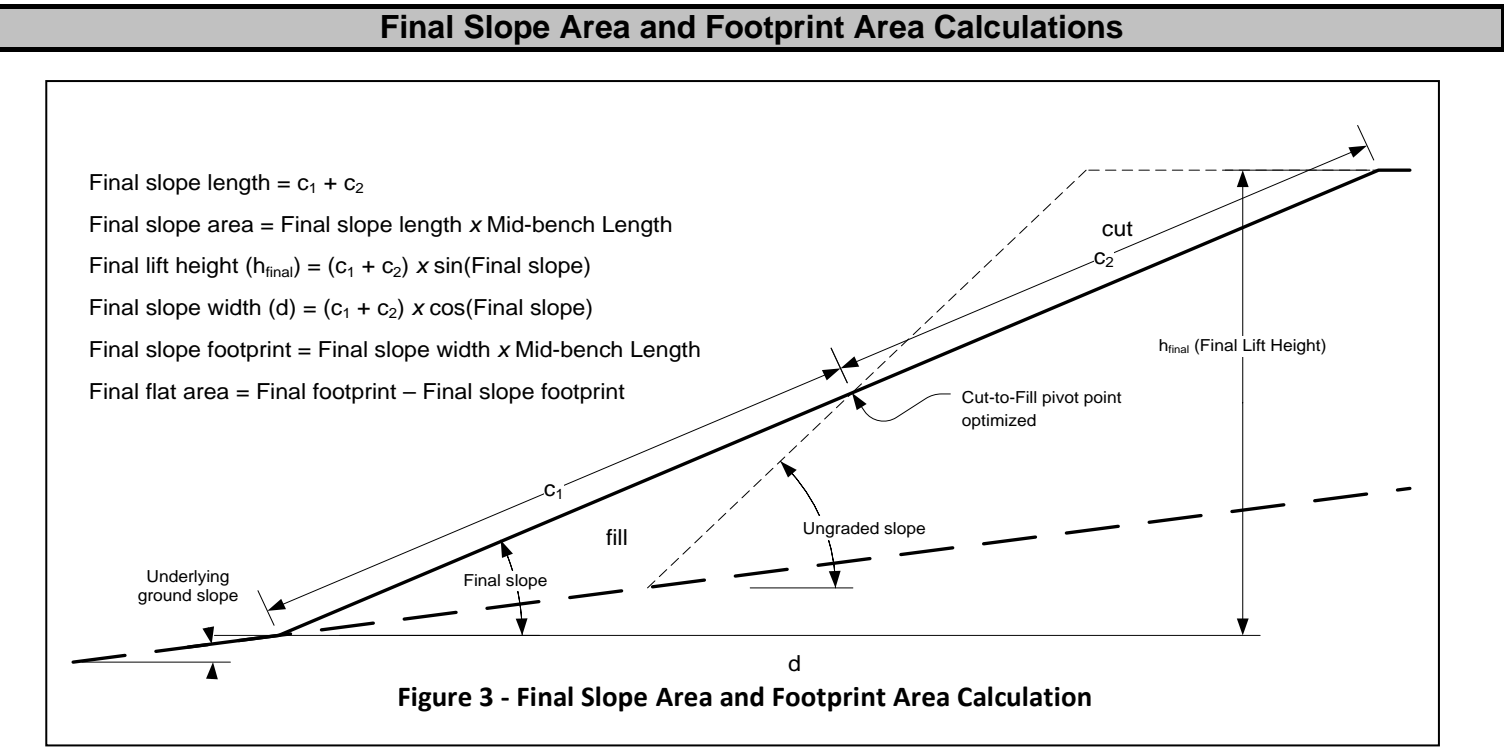 Final Slope Area and Footprint Area Calculations
Final slope length = c₁ + c₂
Final slope area = Final slope length x Mid-bench Length
Final lift height (h_final) = (c₁ + c₂) x sin(Final slope)
Final slope width (d) = (c₁ + c₂) x cos(Final slope)
Final slope footprint = Final slope width x Mid-bench Length
Final flat area = Final footprint – Final slope footprint
cut
c₂
h_final (Final Lift Height)
Cut-to-Fill pivot point
optimized
c₁
fill
Ungraded slope
Final slope
Underlying
ground slope
d
Figure 3 - Final Slope Area and Footprint Area Calculation